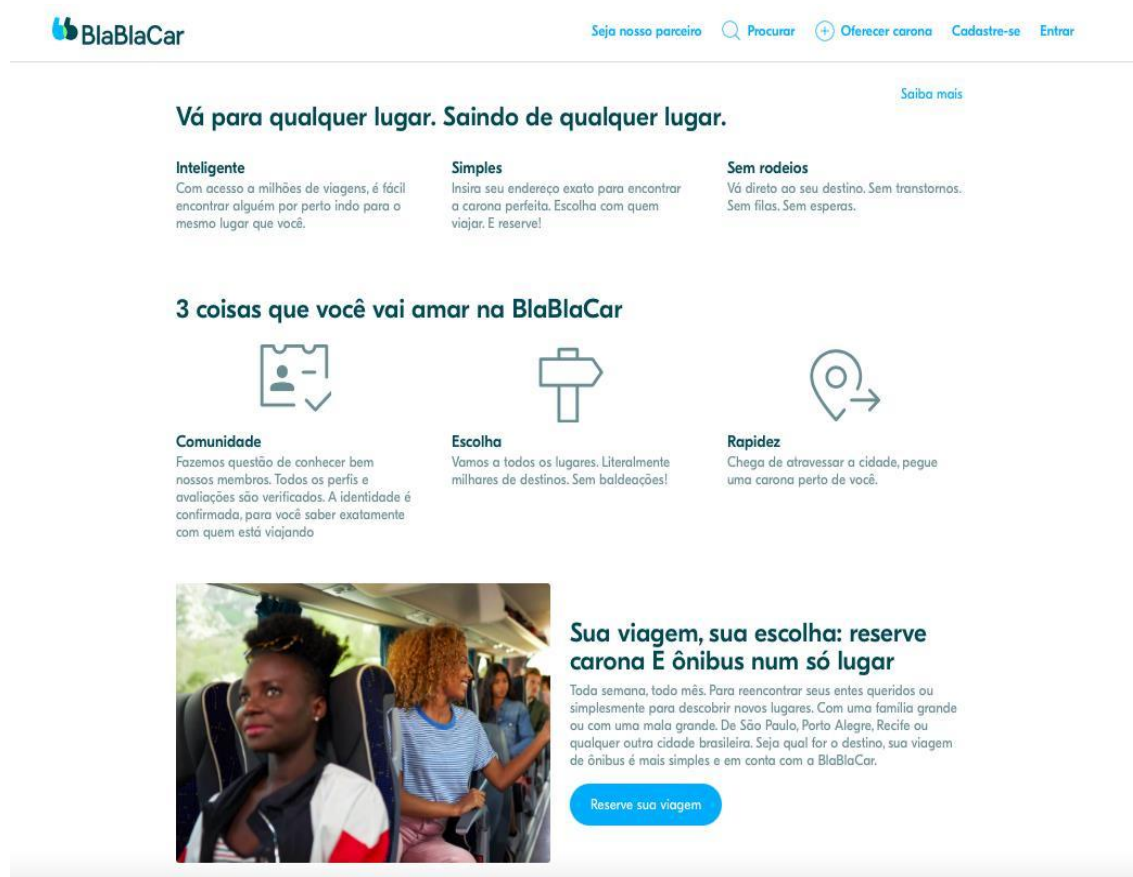 BlaBlaCar
Seja nosso parceiro
Procurar
Oferecer carona
Cadastre-se
Entrar
Saiba mais
Vá para qualquer lugar. Saindo de qualquer lugar.
Inteligente
Com acesso a milhões de viagens, é fácil
encontrar alguém por perto indo para o
mesmo lugar que você.
Simples
Insira seu endereço exato para encontrar
a carona perfeita. Escolha com quem
viajar. E reserve!
Sem rodeios
Vá direto ao seu destino. Sem transtornos.
Sem filas. Sem esperas.
3 coisas que você vai amar na BlaBlaCar
Comunidade
Fazemos questão de conhecer bem
nossos membros. Todos os perfis e
avaliações são verificados. A identidade é
confirmada, para você saber exatamente
com quem está viajando
Escolha
Vamos a todos os lugares. Literalmente
milhares de destinos. Sem baldeações!
Rapidez
Chega de atravessar a cidade, pegue
uma carona perto de você.
Sua viagem, sua escolha: reserve
carona E ônibus num só lugar
Toda semana, todo mês. Para reencontrar seus entes queridos ou
simplesmente para descobrir novos lugares. Com uma família grande
ou com uma mala grande. De São Paulo, Porto Alegre, Recife ou
qualquer outra cidade brasileira. Seja qual for o destino, sua viagem
de ônibus é mais simples e em conta com a BlaBlaCar.
Reserve sua viagem